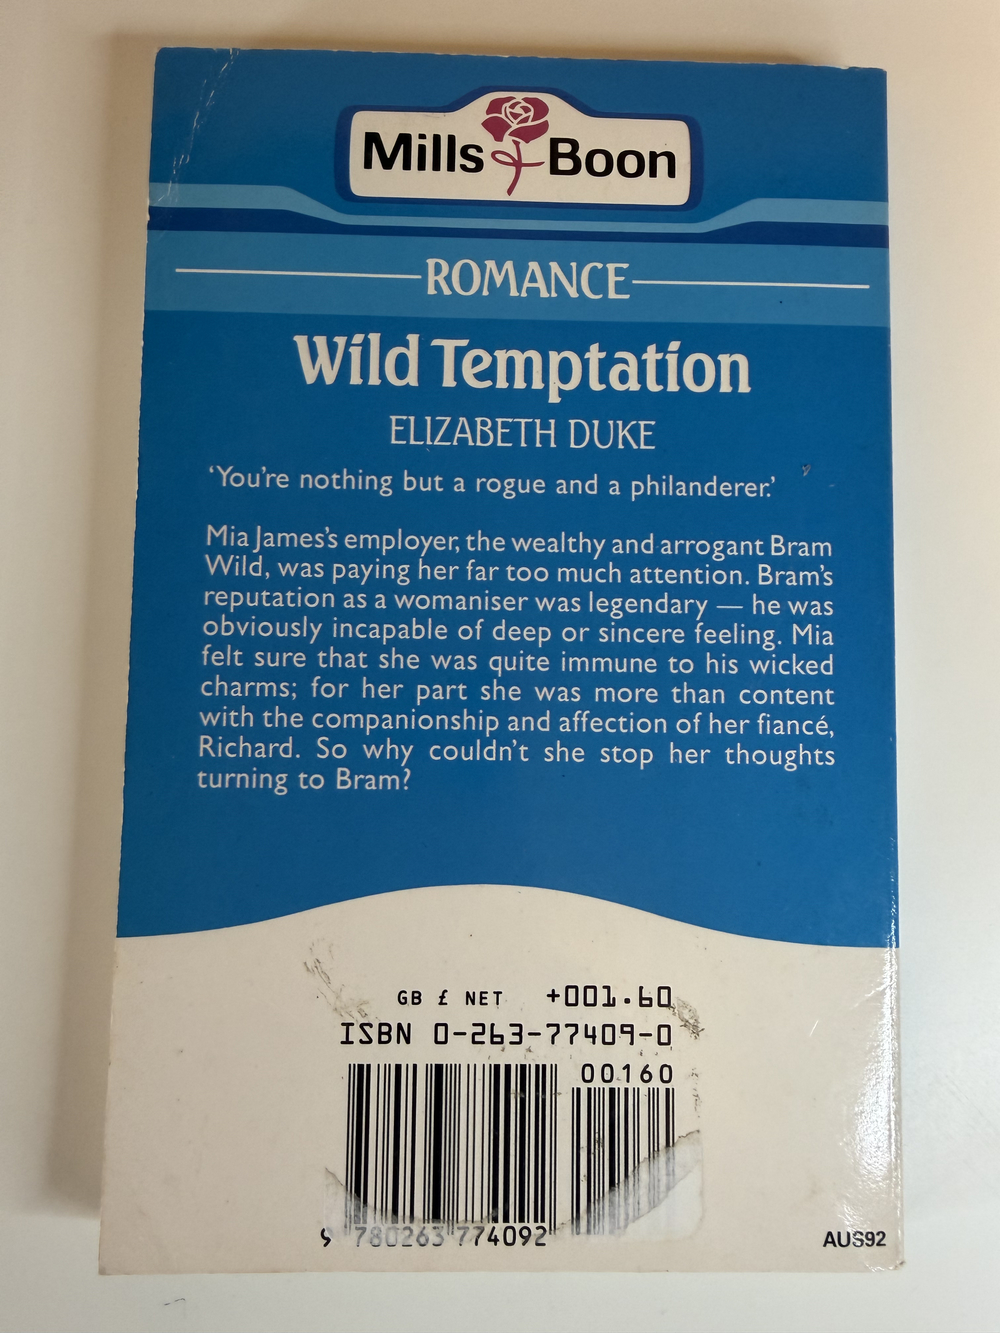 Mills & Boon
ROMANCE
Wild Temptation
ELIZABETH DUKE
‘You’re nothing but a rogue and a philanderer.’
Mia James’s employer, the wealthy and arrogant Bram
Wild, was paying her far too much attention. Bram’s
reputation as a womaniser was legendary — he was
obviously incapable of deep or sincere feeling. Mia
felt sure that she was quite immune to his wicked
charms; for her part she was more than content
with the companionship and affection of her fiancé,
Richard. So why couldn’t she stop her thoughts
turning to Bram?
GB £ NET +001.60
ISBN 0-263-77409-0
00160
9 780263 774092
AUS92